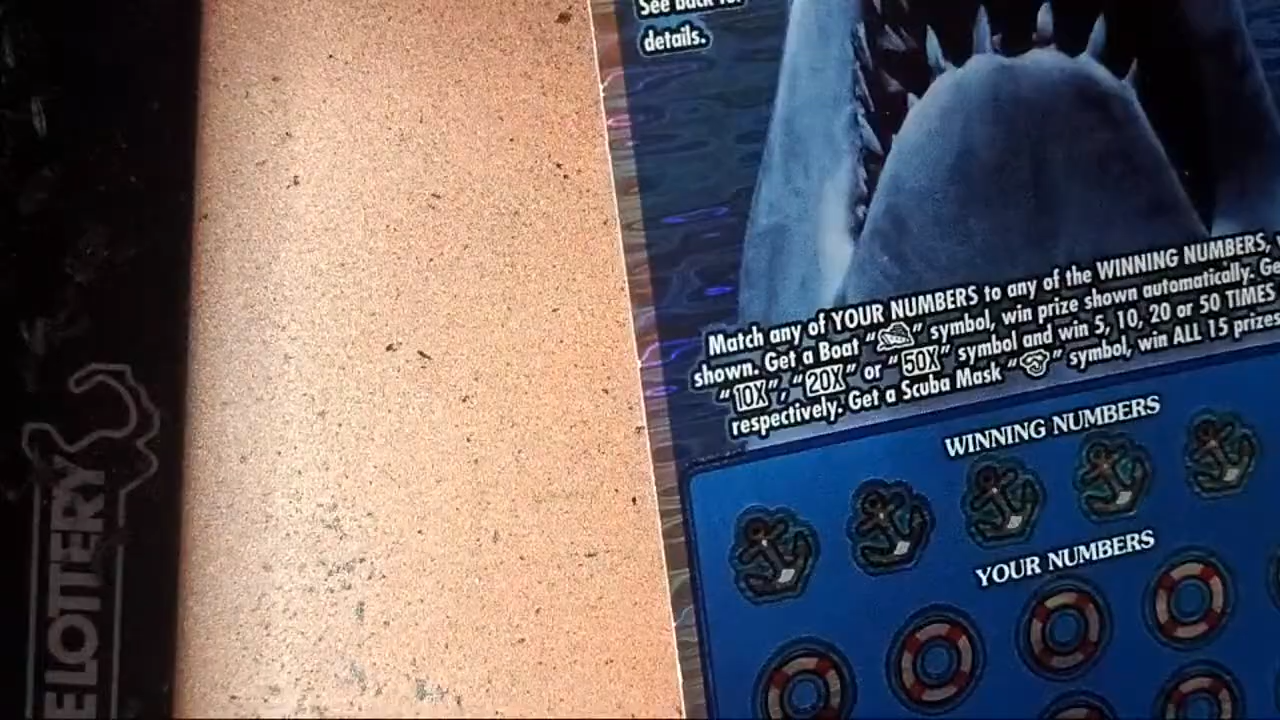 See back for
details.
Match any of YOUR NUMBERS to any of the WINNING NUMBERS,
shown. Get a Boat " " symbol, win prize shown automatically. Ge
"10X", "20X" or "50X" symbol and win 5, 10, 20 or 50 TIMES
respectively. Get a Scuba Mask " " symbol, win ALL 15 prizes
WINNING NUMBERS
YOUR NUMBERS
E LOTTERY